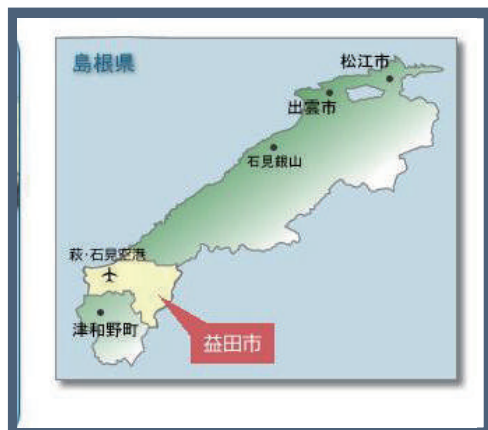 島根県
松江市
出雲市
石見銀山
萩・石見空港
津和野町
益田市